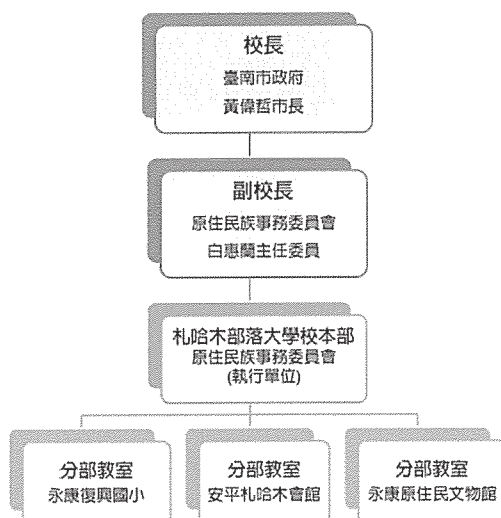 校長
臺南市政府
黃偉哲市長
副校長
原住民族事務委員會
白惠蘭主任委員
札哈木部落大學校本部
原住民族事務委員會
(執行單位)
分部教室
永康復興國小
分部教室
安平札哈木會館
分部教室
永康原住民文物館